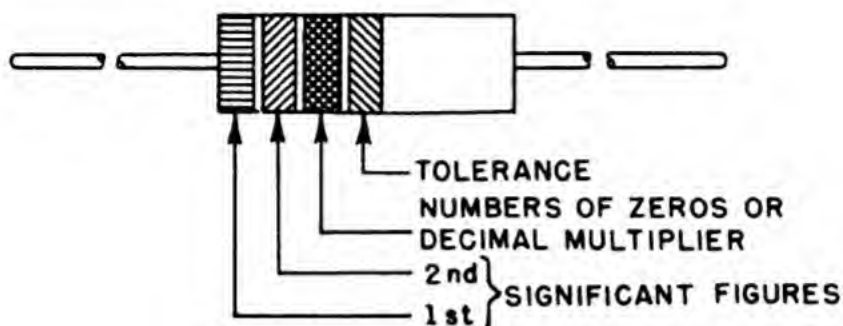 TOLERANCE
NUMBERS OF ZEROS OR
DECIMAL MULTIPLIER
2nd
SIGNIFICANT FIGURES
1st